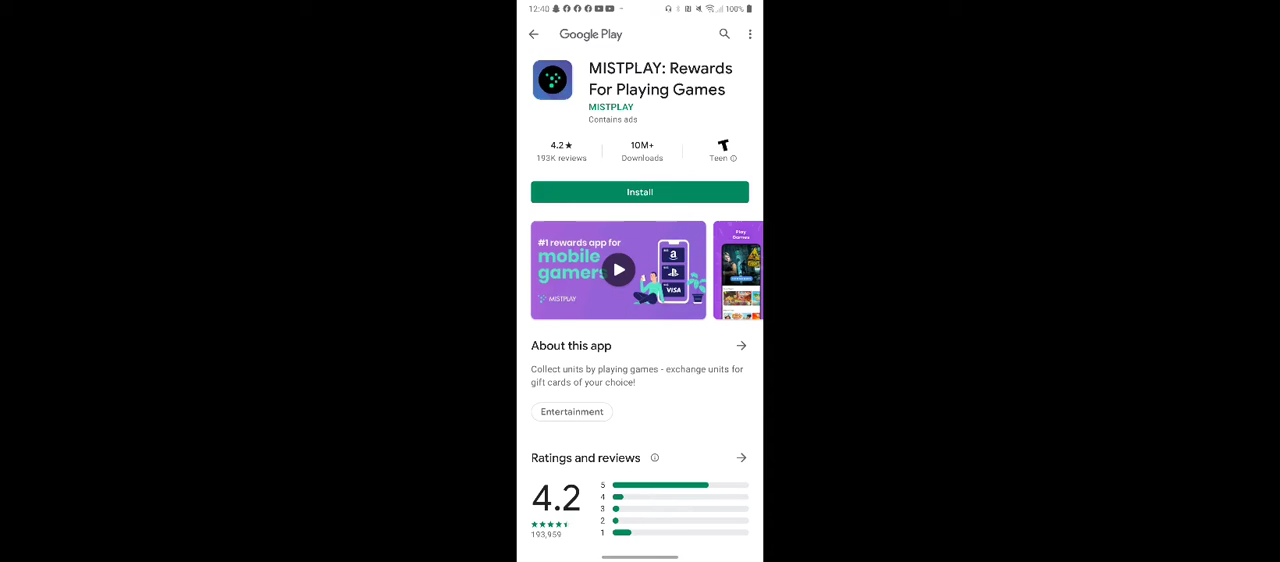 12:40 100%
Google Play
MISTPLAY: Rewards
For Playing Games
MISTPLAY
Contains ads
4.2★ 10M+ T
193K reviews Downloads Teen
Install
#1 rewards app for
mobile
gamers
MISTPLAY
a
VISA
Play
Games
About this app
Collect units by playing games - exchange units for
gift cards of your choice!
Entertainment
Ratings and reviews
4.2
193,959
5
4
3
2
1